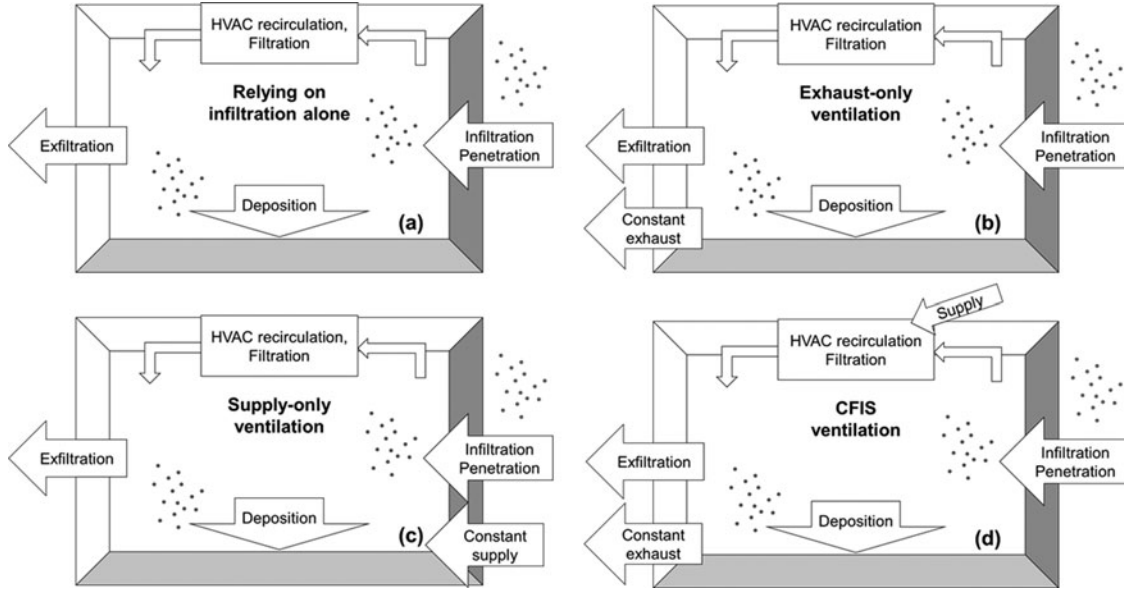 HVAC recirculation,
Filtration
Relying on
infiltration alone
Exfiltration
Infiltration
Penetration
Deposition
(a)
HVAC recirculation
Filtration
Exhaust-only
ventilation
Exfiltration
Infiltration
Penetration
Constant
exhaust
Deposition
(b)
HVAC recirculation,
Filtration
Supply-only
ventilation
Exfiltration
Infiltration
Penetration
Deposition
(c)
Constant
supply
Supply
HVAC recirculation
Filtration
CFIS
ventilation
Exfiltration
Infiltration
Penetration
Deposition
Constant
exhaust
(d)